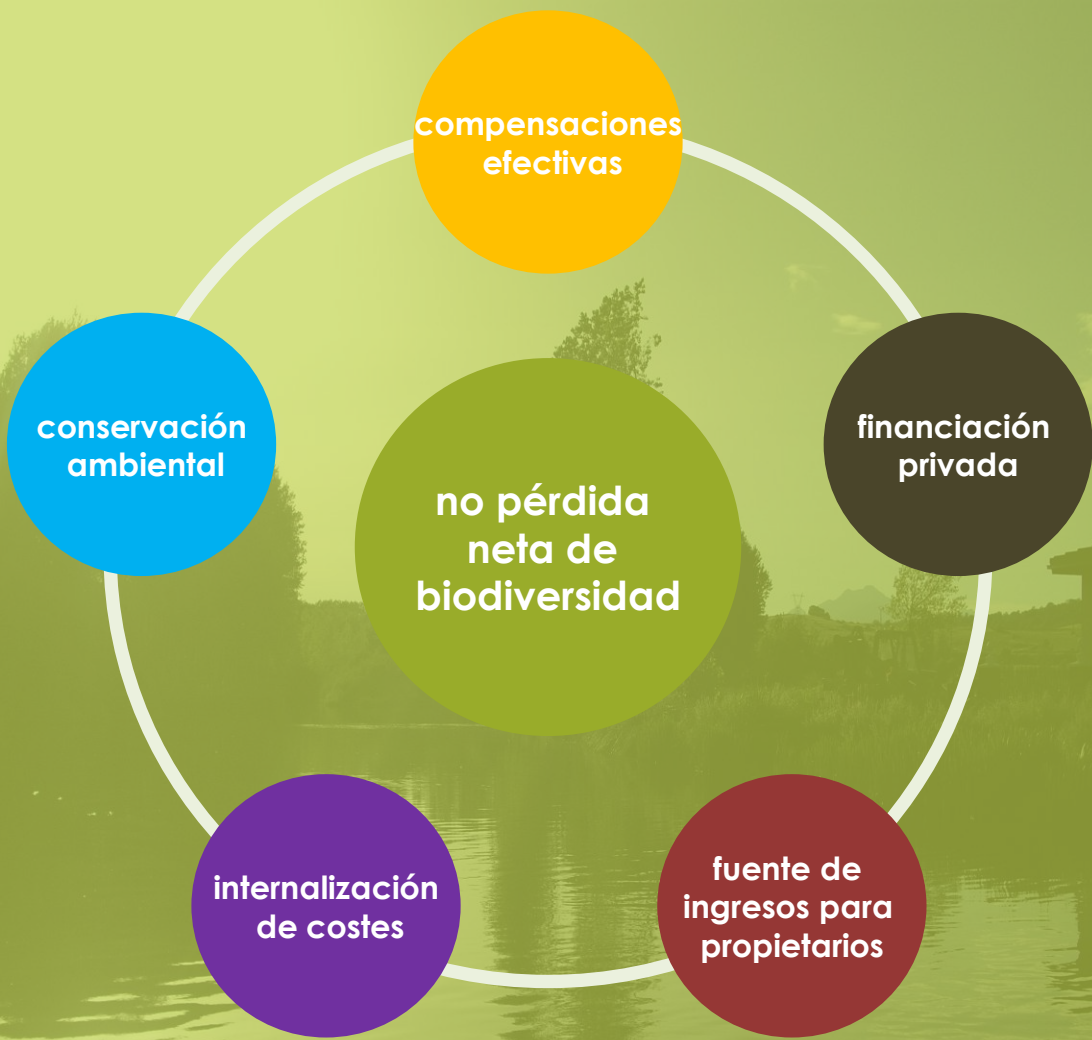 compensaciones
efectivas
conservación
ambiental
financiación
privada
no pérdida
neta de
biodiversidad
internalización
de costes
fuente de
ingresos para
propietarios